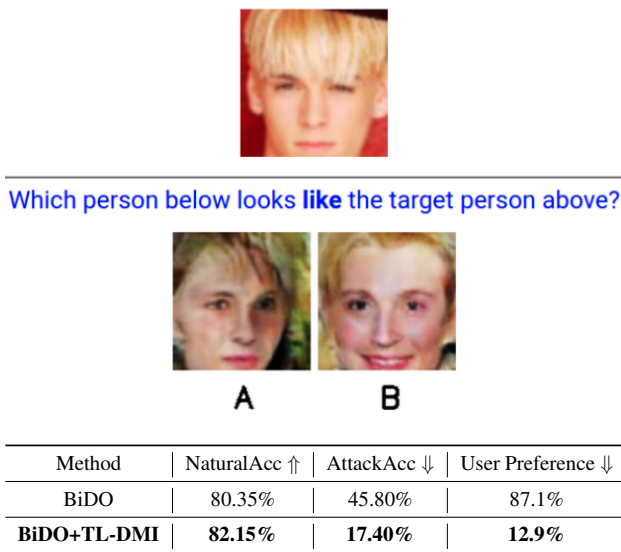 Which person below looks like the target person above?
A B
Method NaturalAcc ⇑ AttackAcc ⇓ User Preference ⇓
BiDO 80.35% 45.80% 87.1%
BiDO+TL-DMI 82.15% 17.40% 12.9%